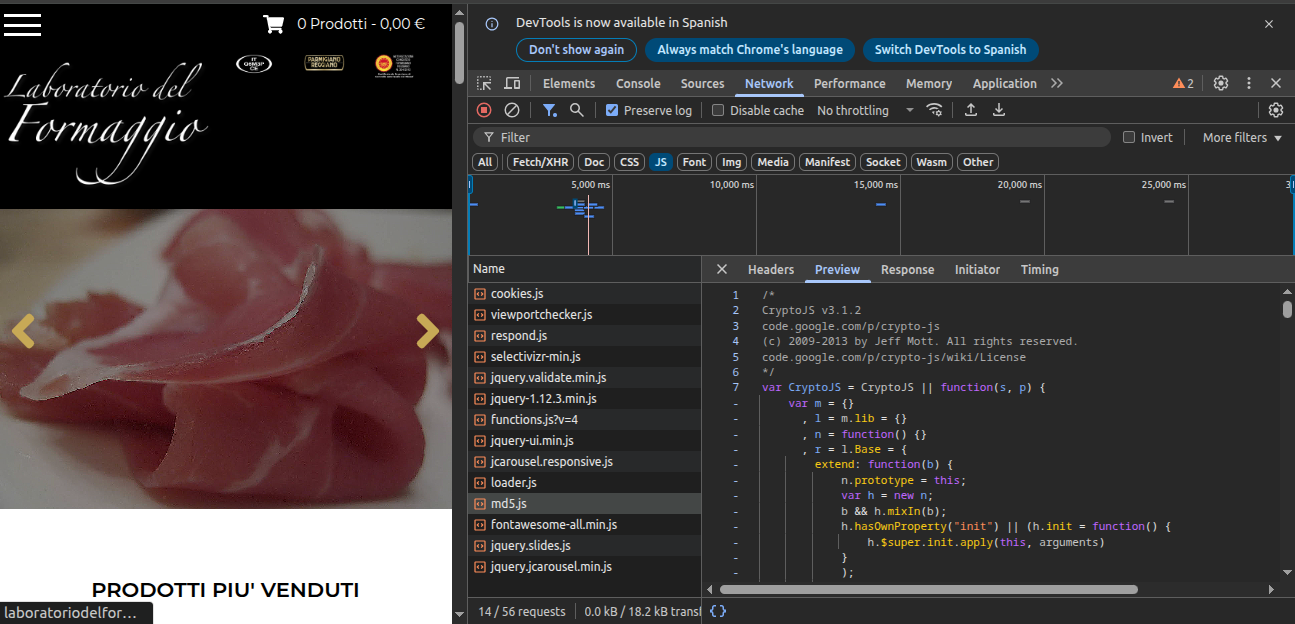 0 Prodotti - 0,00 €
PARMIGIANO
REGGIANO
Laboratorio del
Formaggio
PRODOTTI PIU' VENDUTI
laboratoriodelfor...
DevTools is now available in Spanish
Don't show again
Always match Chrome's language
Switch DevTools to Spanish
Elements Console Sources Network Performance Memory Application 2
Preserve log Disable cache No throttling
Filter Invert More filters
All Fetch/XHR Doc CSS JS Font Img Media Manifest Socket Wasm Other
5,000 ms 10,000 ms 15,000 ms 20,000 ms 25,000 ms
Name
cookies.js
viewportchecker.js
respond.js
selectivizr-min.js
jquery.validate.min.js
jquery-1.12.3.min.js
functions.js?v=4
jquery-ui.min.js
jcarousel.responsive.js
loader.js
md5.js
fontawesome-all.min.js
jquery.slides.js
jquery.jcarousel.min.js
14 / 56 requests 0.0 kB / 18.2 kB transf
Headers Preview Response Initiator Timing
1 /*
2 CryptoJS v3.1.2
3 code.google.com/p/crypto-js
4 (c) 2009-2013 by Jeff Mott. All rights reserved.
5 code.google.com/p/crypto-js/wiki/License
6 */
7 var CryptoJS = CryptoJS || function(s, p) {
- var m = {}
- , l = m.lib = {}
- , n = function() {}
- , r = l.Base = {
- extend: function(b) {
- n.prototype = this;
- var h = new n;
- b && h.mixIn(b);
- h.hasOwnProperty("init") || (h.init = function() {
- h.$super.init.apply(this, arguments)
- }
- );
{}